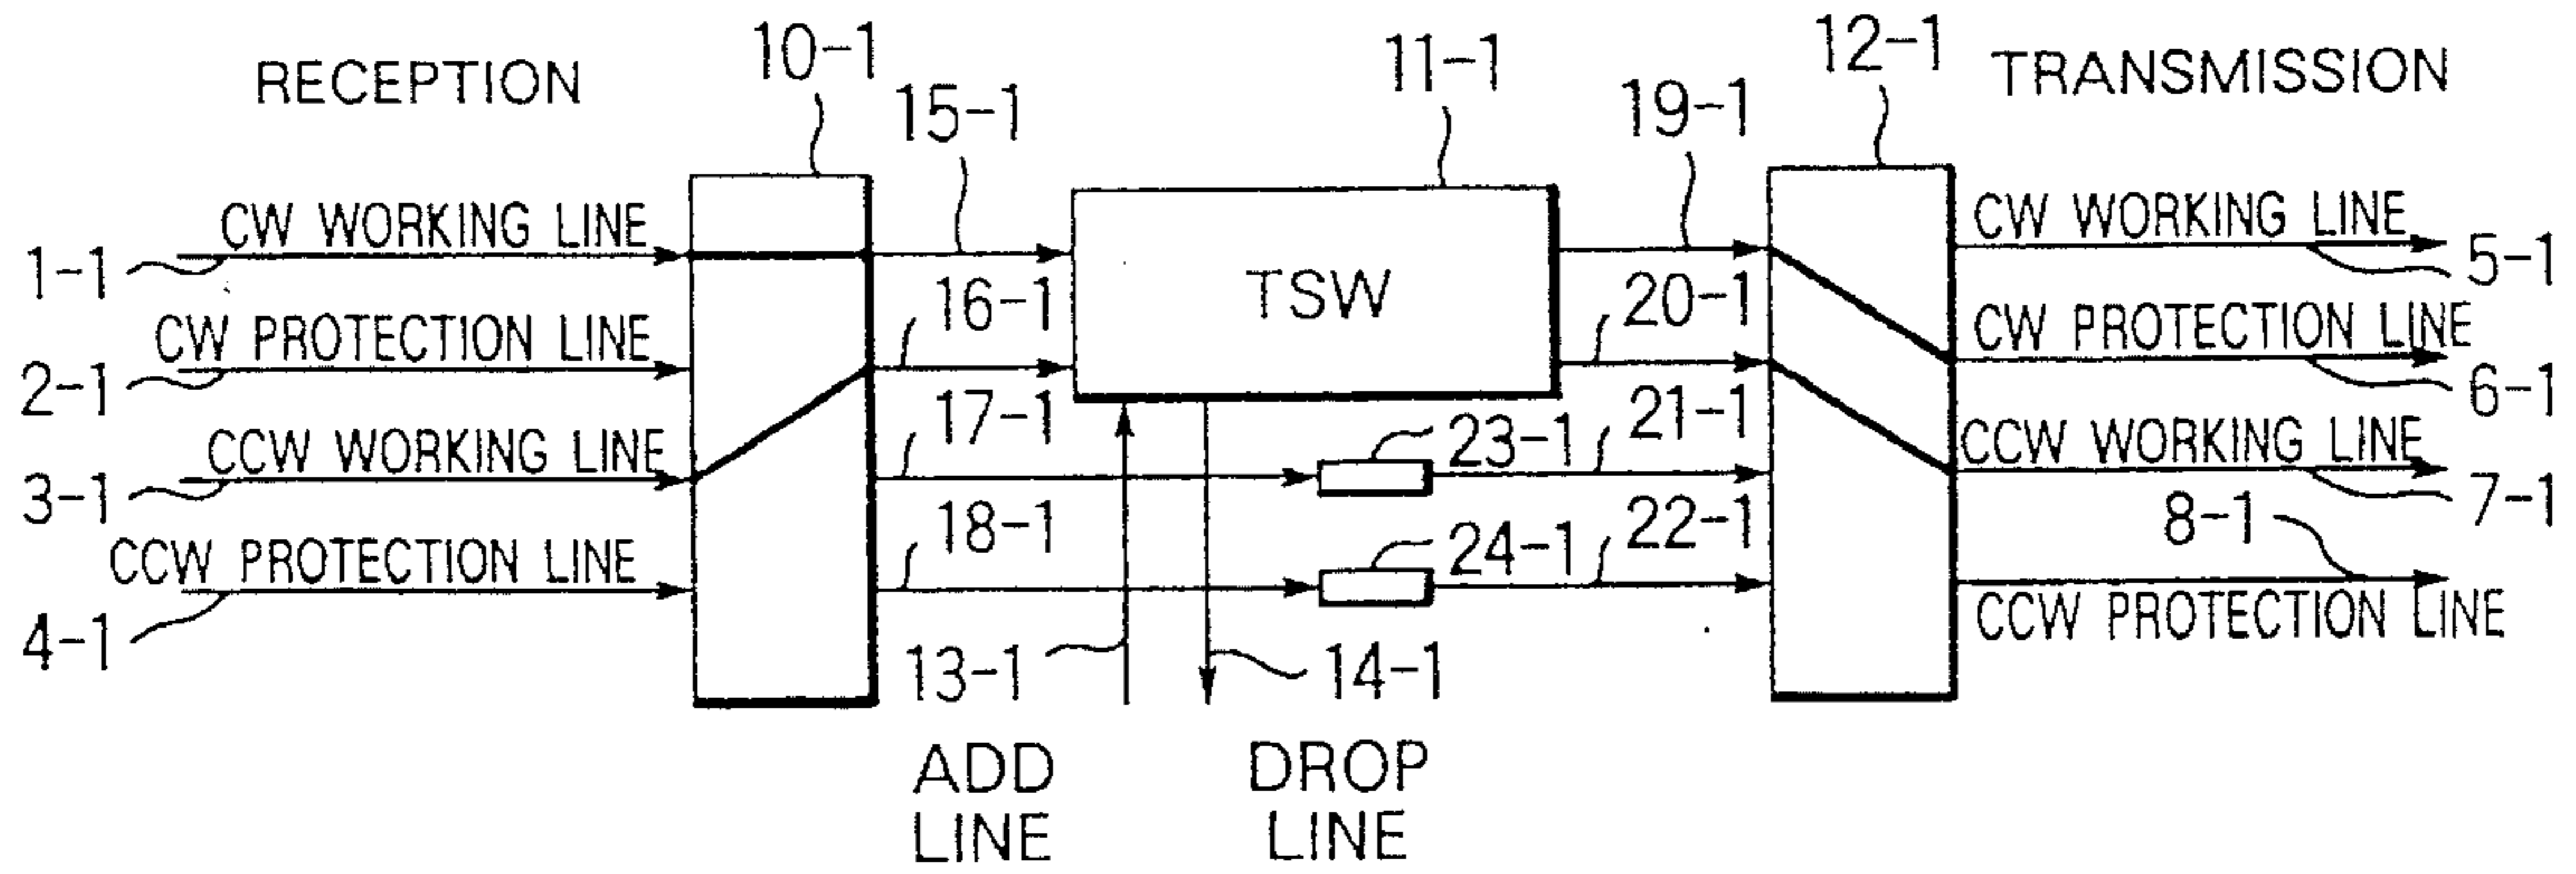 RECEPTION
10-1
15-1
11-1
19-1
12-1
TRANSMISSION
CW WORKING LINE
1-1
CW PROTECTION LINE
2-1
CCW WORKING LINE
3-1
CCW PROTECTION LINE
4-1
16-1
17-1
18-1
TSW
20-1
21-1
22-1
23-1
24-1
13-1
ADD
LINE
14-1
DROP
LINE
CW WORKING LINE
5-1
CW PROTECTION LINE
6-1
CCW WORKING LINE
7-1
8-1
CCW PROTECTION LINE